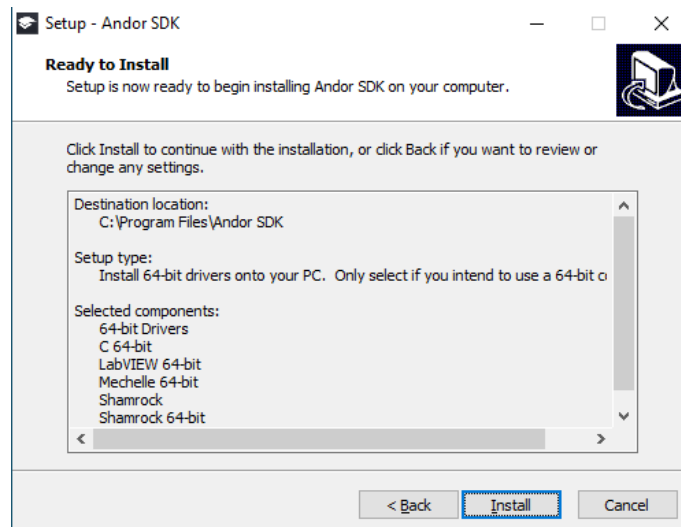 Setup - Andor SDK
Ready to Install
Setup is now ready to begin installing Andor SDK on your computer.
Click Install to continue with the installation, or click Back if you want to review or
change any settings.
Destination location:
C:\Program Files\Andor SDK
Setup type:
Install 64-bit drivers onto your PC. Only select if you intend to use a 64-bit
Selected components:
64-bit Drivers
C 64-bit
LabVIEW 64-bit
Mechelle 64-bit
Shamrock
Shamrock 64-bit
< Back
Install
Cancel